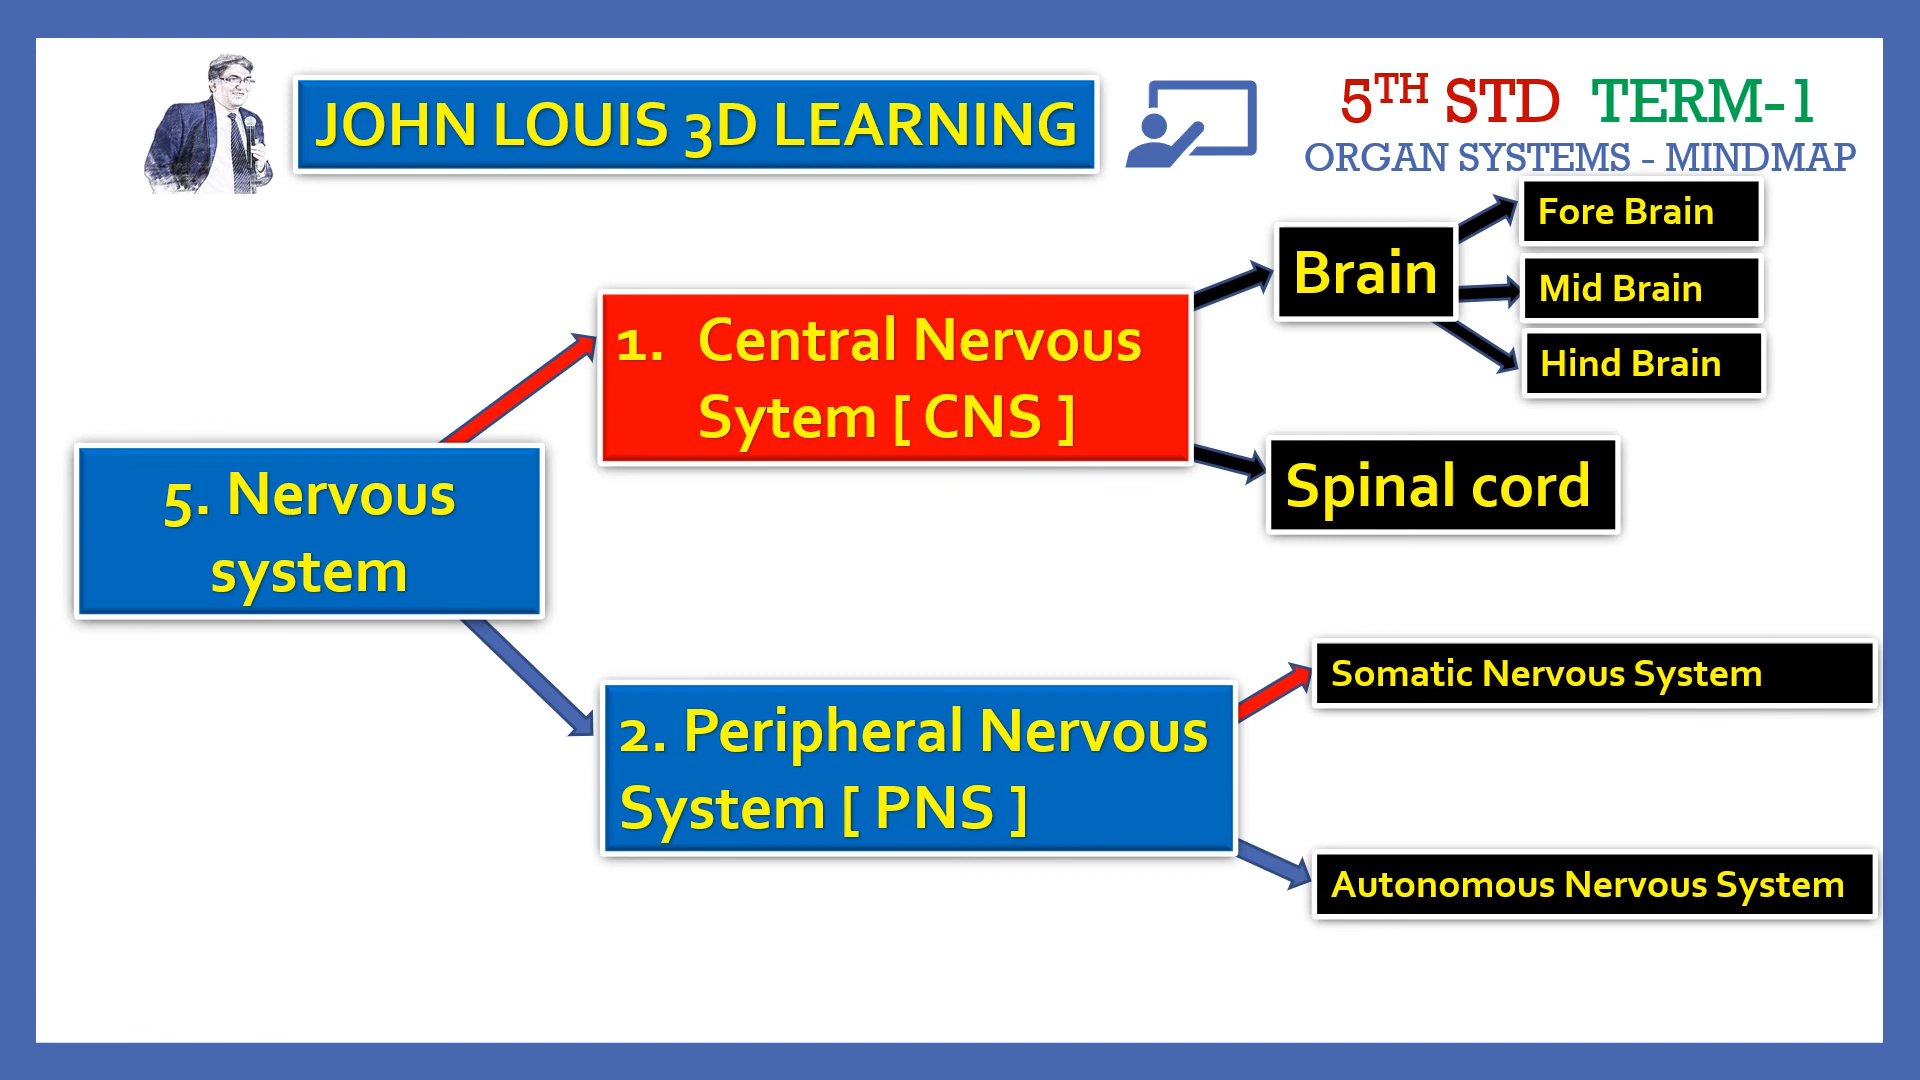 JOHN LOUIS 3D LEARNING
5TH STD TERM-1
ORGAN SYSTEMS - MINDMAP
5. Nervous
system
1. Central Nervous
Sytem [ CNS ]
Brain
Fore Brain
Mid Brain
Hind Brain
Spinal cord
2. Peripheral Nervous
System [ PNS ]
Somatic Nervous System
Autonomous Nervous System